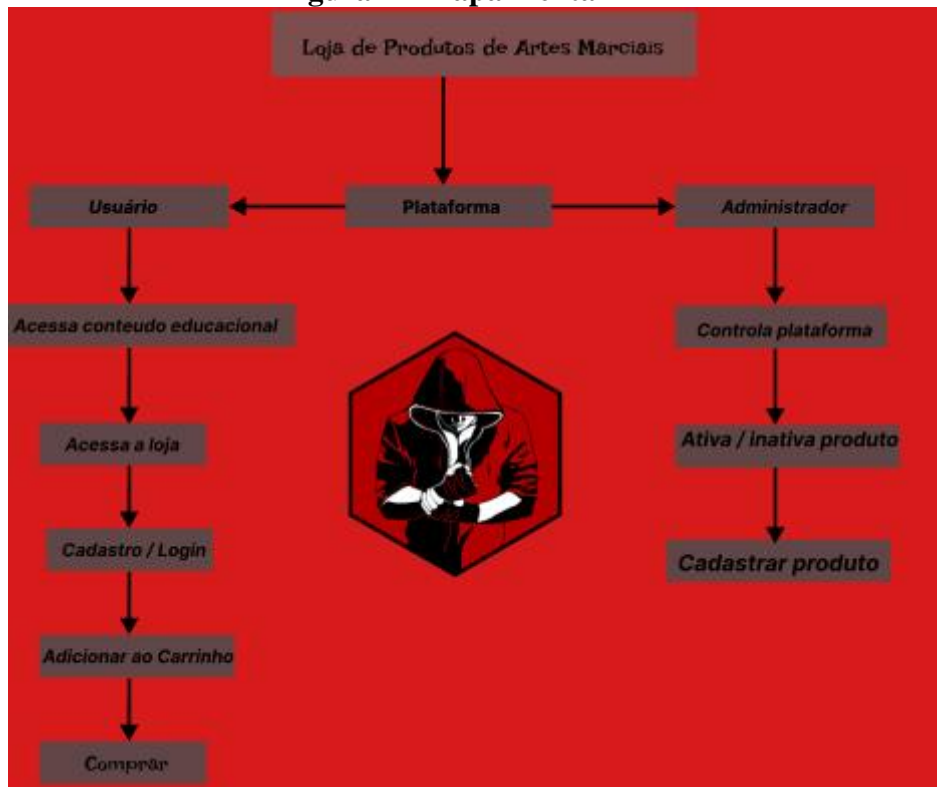 Loja de Produtos de Artes Marciais
Usuário
Plataforma
Administrador
Acessa conteudo educacional
Controla plataforma
Acessa a loja
Ativa / inativa produto
Cadastro / Login
Cadastrar produto
Adicionar ao Carrinho
Comprar